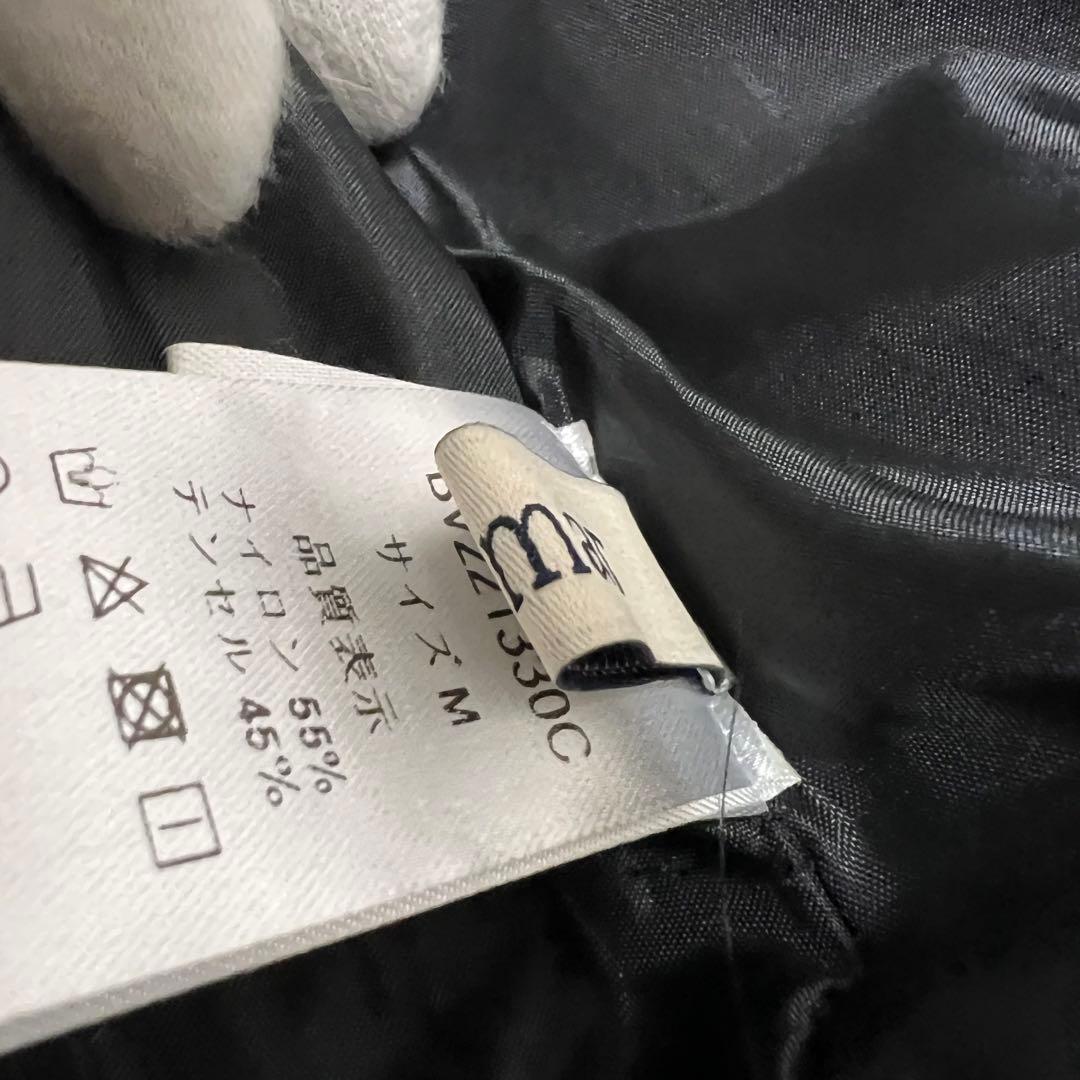 BVZZ1330C
サイズ M
品質表示
ナイロン 55%
テンセル 45%